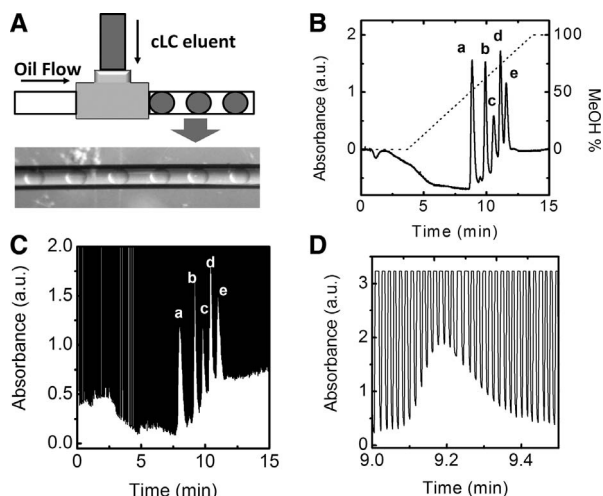 A
cLC eluent
Oil Flow
B
2
1
0
Absorbance (a.u.)
a
b
c
d
e
100
50
0
MeOH %
0
5
10
15
Time (min)
C
2.0
1.5
1.0
0.5
0.0
Absorbance (a.u.)
a
b
c
d
e
0
5
10
15
Time (min)
D
3
2
1
0
Absorbance (a.u.)
9.0
9.2
9.4
Time (min)